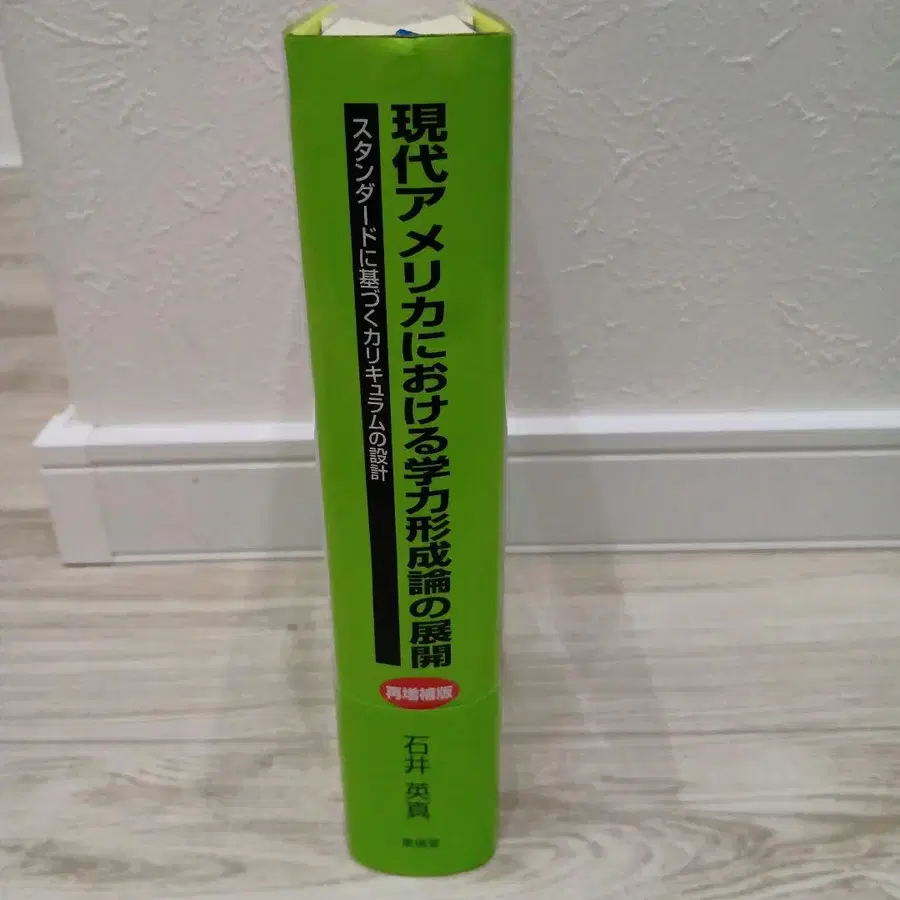 現代アメリカにおける学力形成論の展開
スタンダードに基づくカリキュラムの設計
再増補版
石井 英真
東信堂